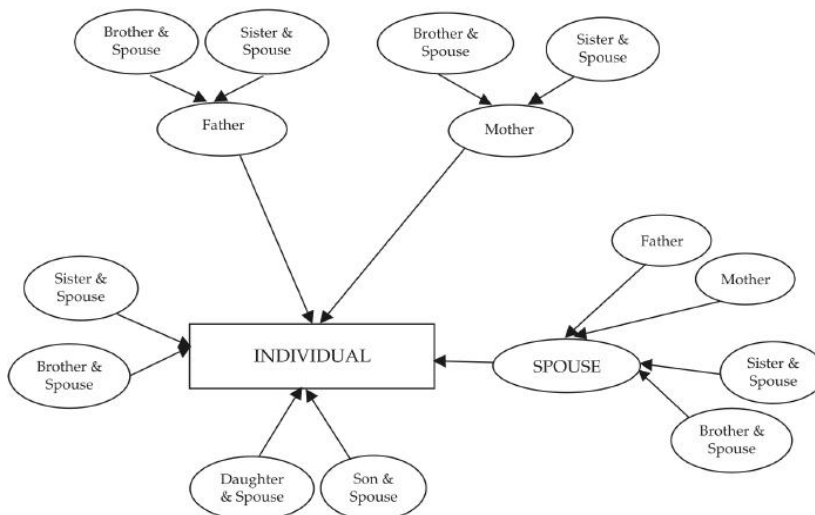 Brother &
Spouse
Sister &
Spouse
Brother &
Spouse
Sister &
Spouse
Father
Mother
Father
Mother
Sister &
Spouse
Brother &
Spouse
INDIVIDUAL
SPOUSE
Sister &
Spouse
Brother &
Spouse
Daughter
& Spouse
Son &
Spouse